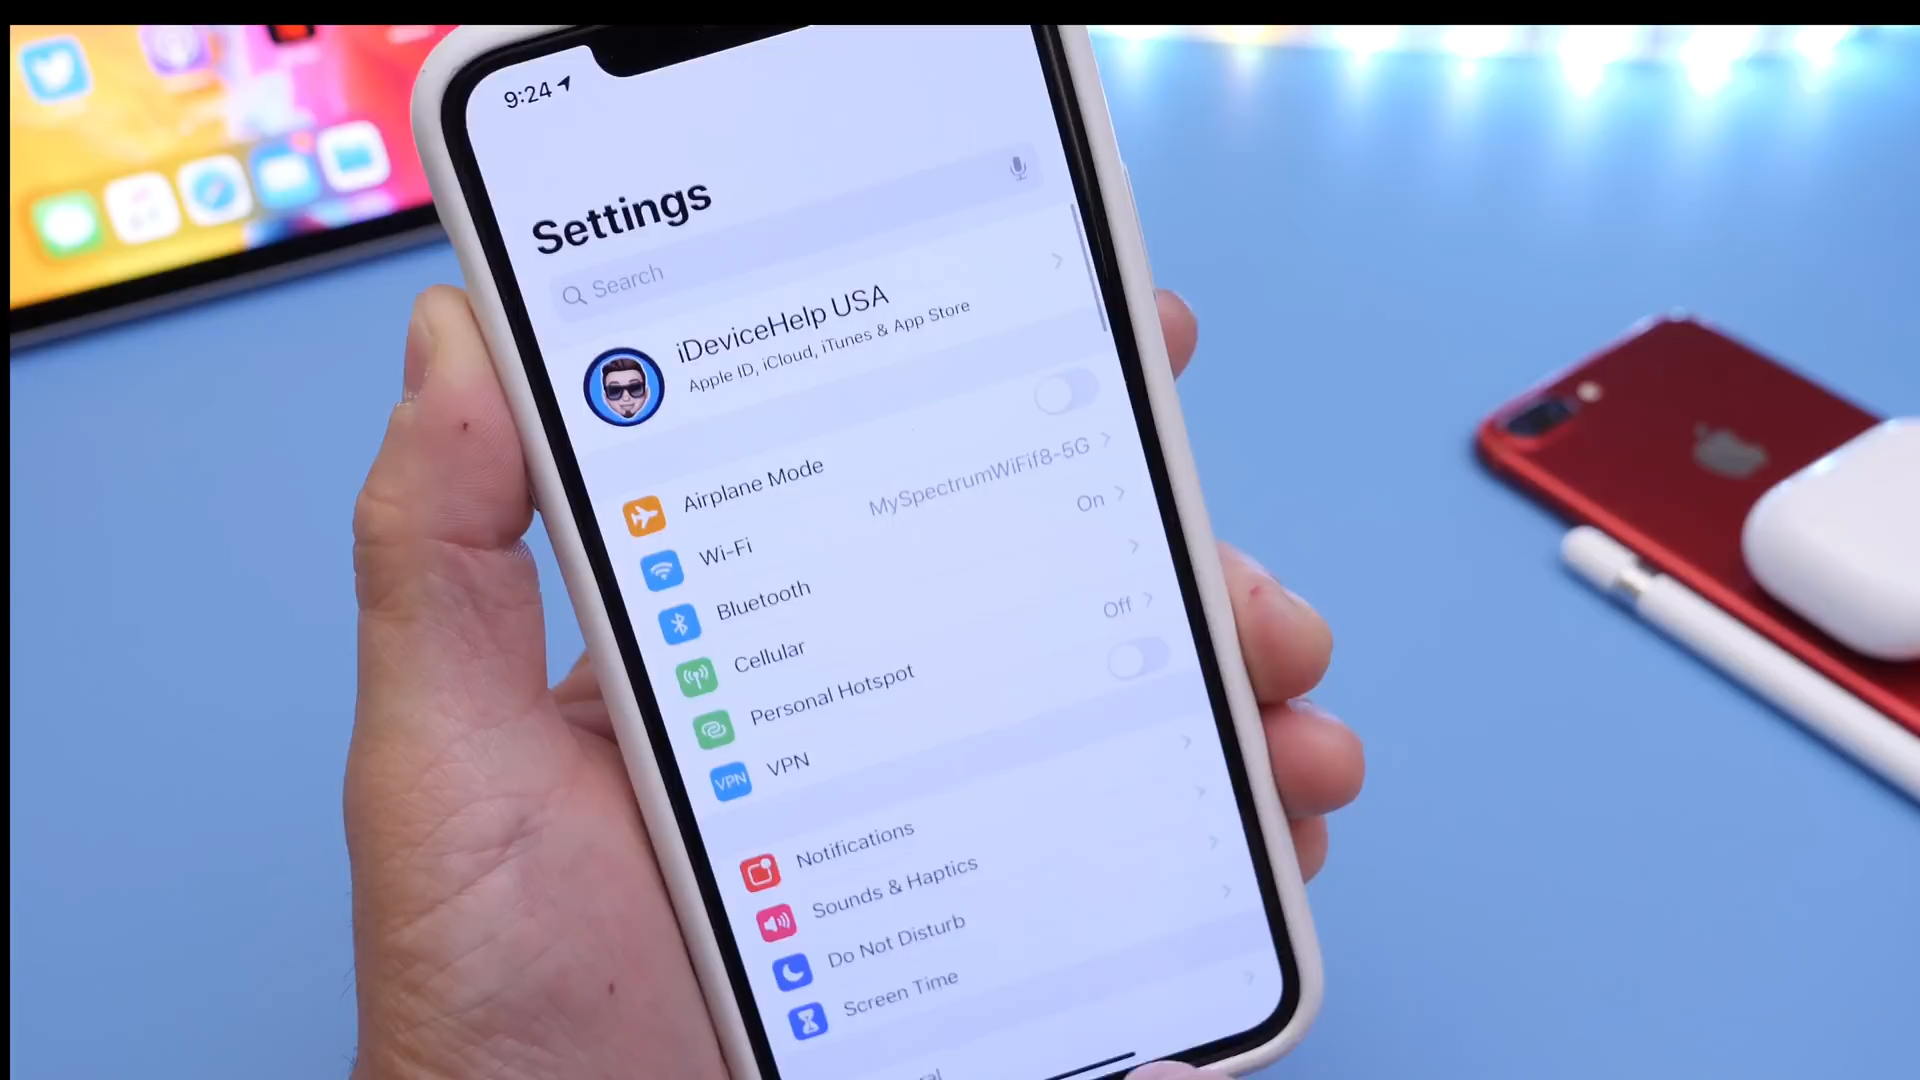 9:24
Settings
Search
iDeviceHelp USA
Apple ID, iCloud, iTunes & App Store
Airplane Mode
Wi-Fi
MySpectrumWiFif8-5G
Bluetooth
On
Cellular
Personal Hotspot
Off
VPN
VPN
Notifications
Sounds & Haptics
Do Not Disturb
Screen Time